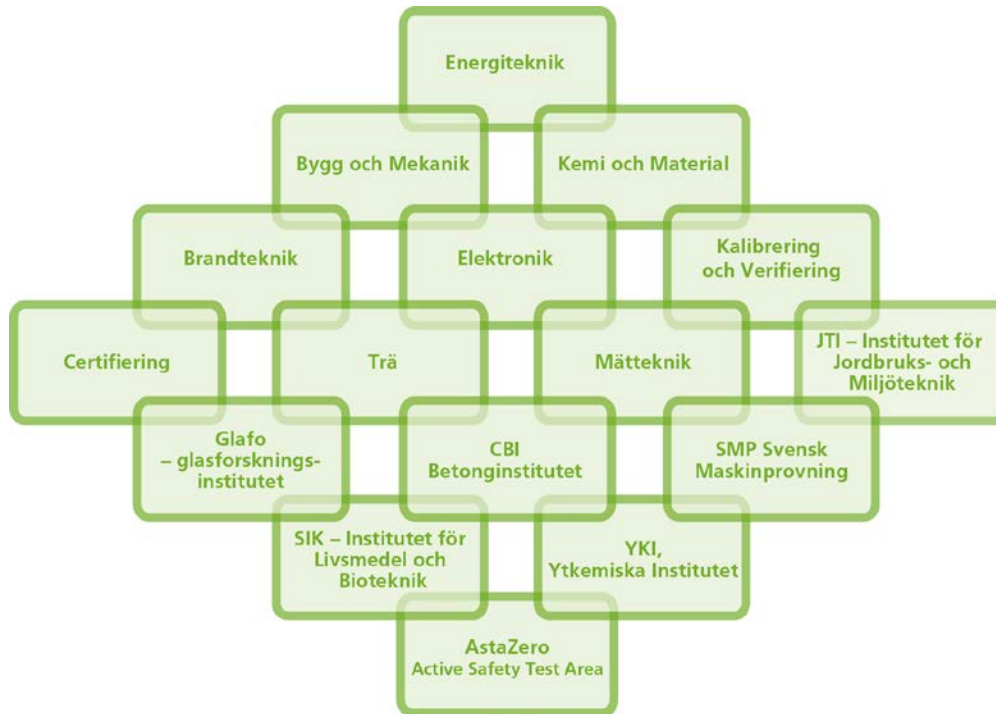 Energiteknik
Bygg och Mekanik
Kemi och Material
Brandteknik
Elektronik
Kalibrering
och Verifiering
Certifiering
Trä
Mätteknik
JTI – Institutet för
Jordbruks- och
Miljöteknik
Glafo
– glasforsknings-
institutet
CBI
Betonginstitutet
SMP Svensk
Maskinprovning
SIK – Institutet för
Livsmedel och
Bioteknik
YKI,
Ytkemiska Institutet
AstaZero
Active Safety Test Area